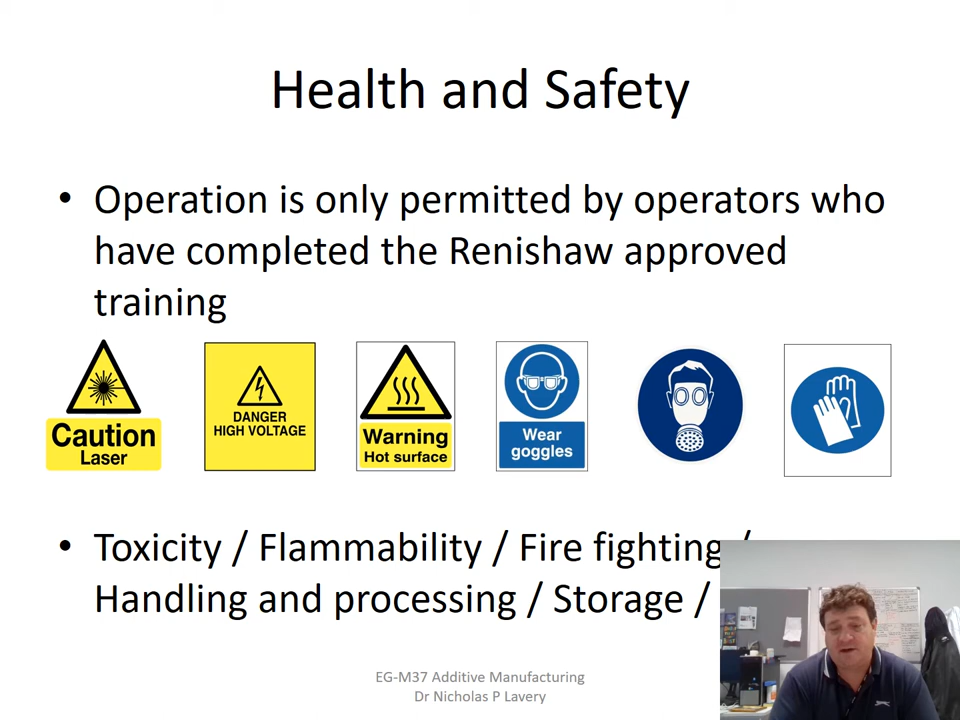 Health and Safety
• Operation is only permitted by operators who
have completed the Renishaw approved
training
Caution
Laser
DANGER
HIGH VOLTAGE
Warning
Hot surface
Wear
goggles
• Toxicity / Flammability / Fire fighting /
Handling and processing / Storage /
EG-M37 Additive Manufacturing
Dr Nicholas P Lavery